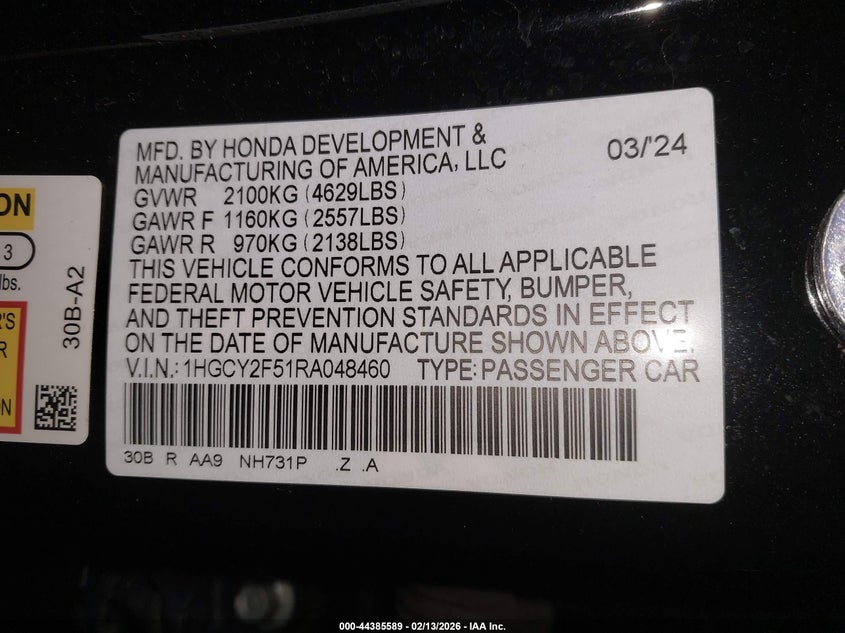 MFD. BY HONDA DEVELOPMENT &
MANUFACTURING OF AMERICA, LLC
03/'24
GVWR 2100KG (4629LBS)
GAWR F 1160KG (2557LBS)
GAWR R 970KG (2138LBS)
THIS VEHICLE CONFORMS TO ALL APPLICABLE
FEDERAL MOTOR VEHICLE SAFETY, BUMPER,
AND THEFT PREVENTION STANDARDS IN EFFECT
ON THE DATE OF MANUFACTURE SHOWN ABOVE.
V.I.N.: 1HGCY2F51RA048460 TYPE: PASSENGER CAR
30B R AA9 NH731P .Z .A
ON
3
lbs.
30B-A2
R'S
R
ON
000-44385589 - 02/13/2026 - IAA Inc.